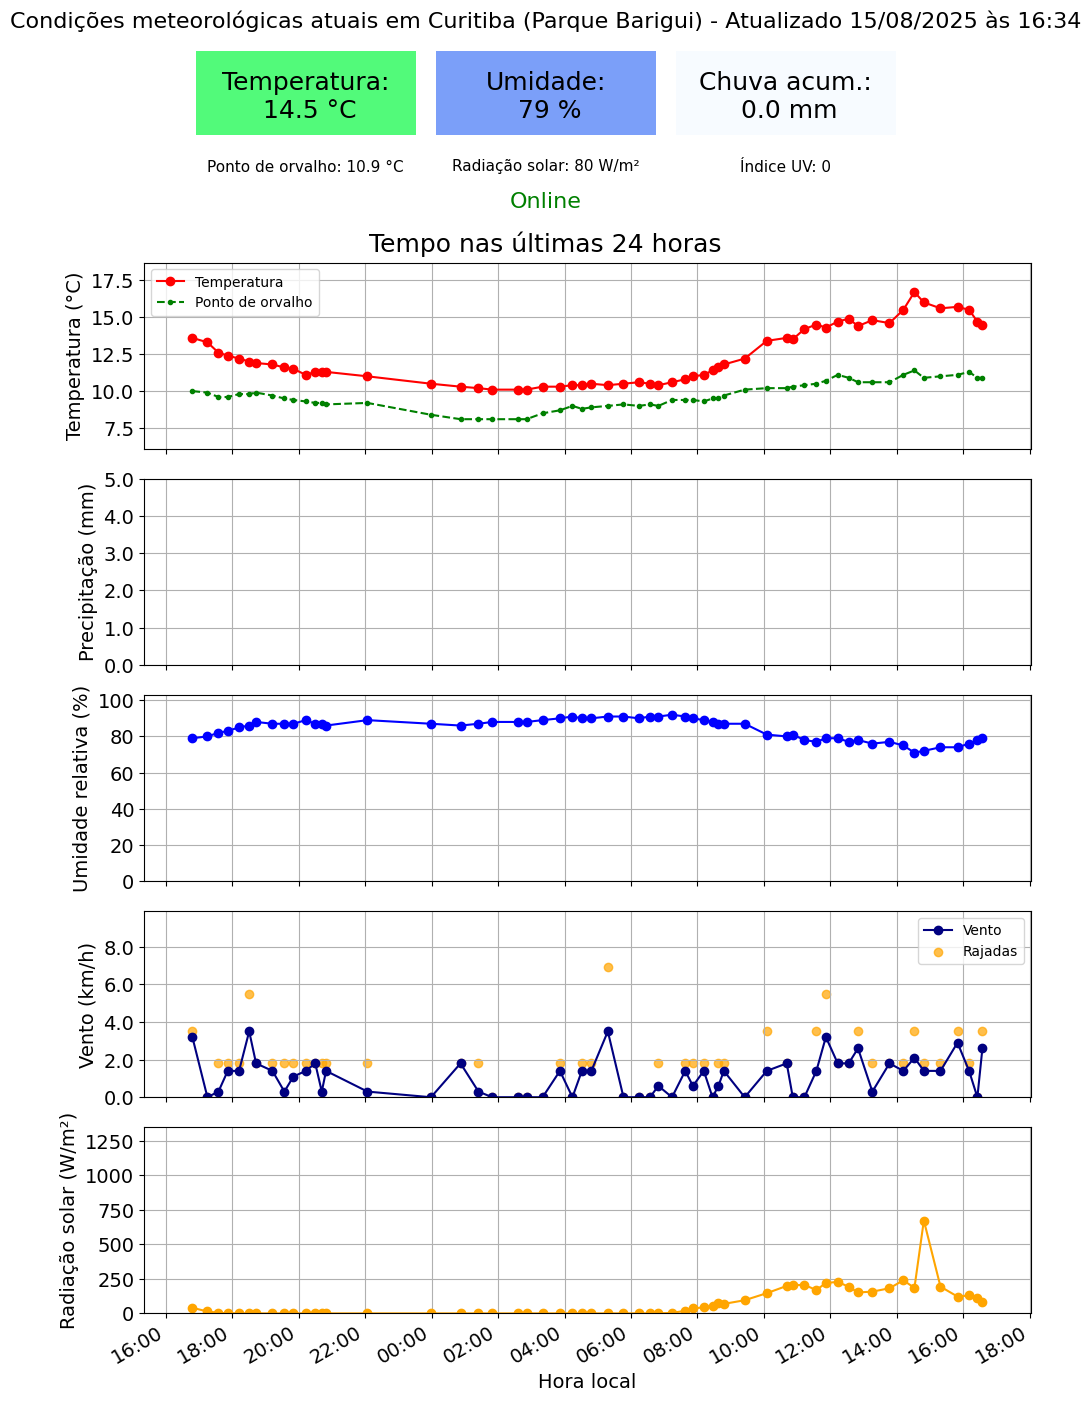 Condições meteorológicas atuais em Curitiba (Parque Barigui) - Atualizado 15/08/2025 às 16:34
Temperatura:
14.5 °C
Umidade:
79 %
Chuva acum.:
0.0 mm
Ponto de orvalho: 10.9 °C
Radiação solar: 80 W/m²
Índice UV: 0
Online
Tempo nas últimas 24 horas
Temperatura (°C)
17.5
15.0
12.5
10.0
7.5
Temperatura
Ponto de orvalho
Precipitação (mm)
5.0
4.0
3.0
2.0
1.0
0.0
Umidade relativa (%)
100
80
60
40
20
0
Vento (km/h)
8.0
6.0
4.0
2.0
0.0
Vento
Rajadas
Radiação solar (W/m²)
1250
1000
750
500
250
0
16:00
18:00
20:00
22:00
00:00
02:00
04:00
06:00
08:00
10:00
12:00
14:00
16:00
18:00
Hora local